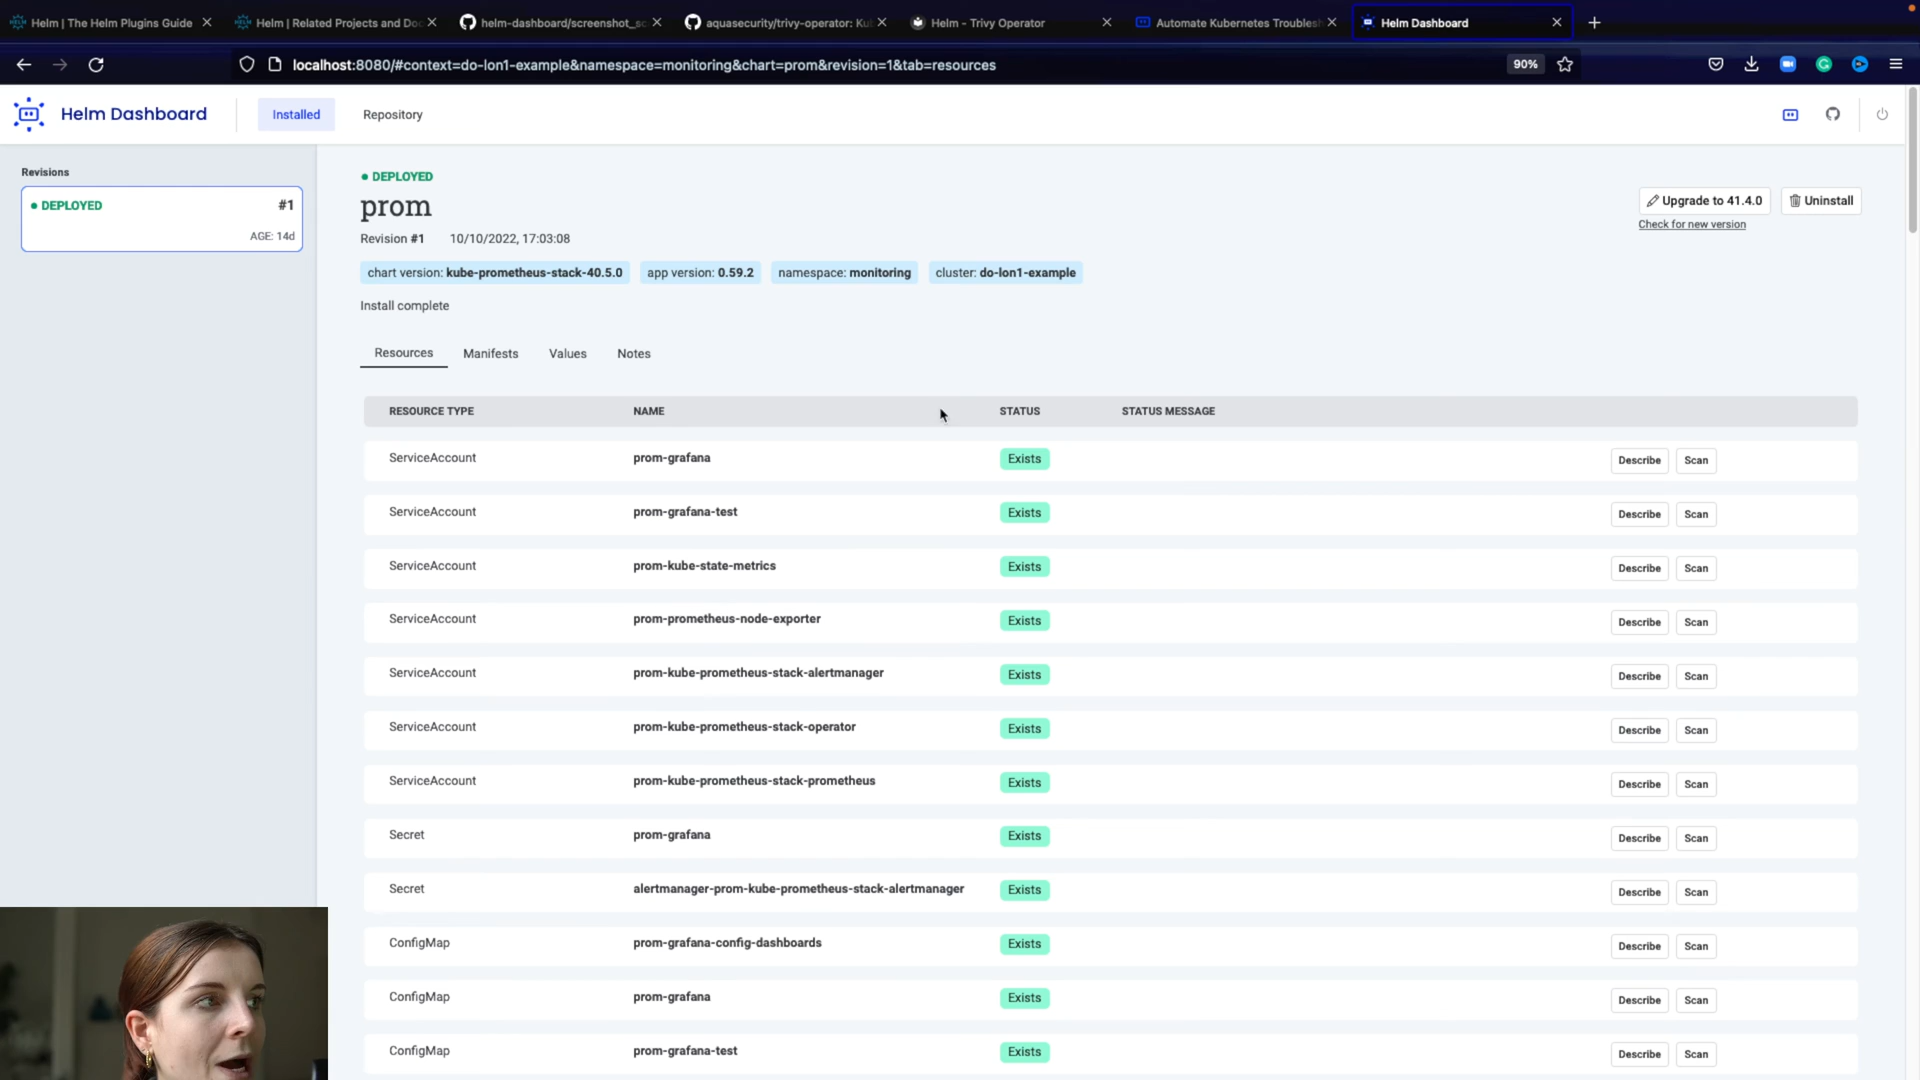 Helm | The Helm Plugins Guide
Helm | Related Projects and Doc
helm-dashboard/screenshot_sc
aquasecurity/trivy-operator: Kub
Helm - Trivy Operator
Automate Kubernetes Troublesh
Helm Dashboard
localhost:8080/#context=do-lon1-example&namespace=monitoring&chart=prom&revision=1&tab=resources
90%
Helm Dashboard
Installed
Repository
Revisions
DEPLOYED
#1
AGE: 14d
DEPLOYED
prom
Revision #1 10/10/2022, 17:03:08
Upgrade to 41.4.0
Uninstall
Check for new version
chart version: kube-prometheus-stack-40.5.0
app version: 0.59.2
namespace: monitoring
cluster: do-lon1-example
Install complete
Resources Manifests Values Notes
RESOURCE TYPE NAME STATUS STATUS MESSAGE
ServiceAccount prom-grafana Exists Describe Scan
ServiceAccount prom-grafana-test Exists Describe Scan
ServiceAccount prom-kube-state-metrics Exists Describe Scan
ServiceAccount prom-prometheus-node-exporter Exists Describe Scan
ServiceAccount prom-kube-prometheus-stack-alertmanager Exists Describe Scan
ServiceAccount prom-kube-prometheus-stack-operator Exists Describe Scan
ServiceAccount prom-kube-prometheus-stack-prometheus Exists Describe Scan
Secret prom-grafana Exists Describe Scan
Secret alertmanager-prom-kube-prometheus-stack-alertmanager Exists Describe Scan
ConfigMap prom-grafana-config-dashboards Exists Describe Scan
ConfigMap prom-grafana Exists Describe Scan
ConfigMap prom-grafana-test Exists Describe Scan